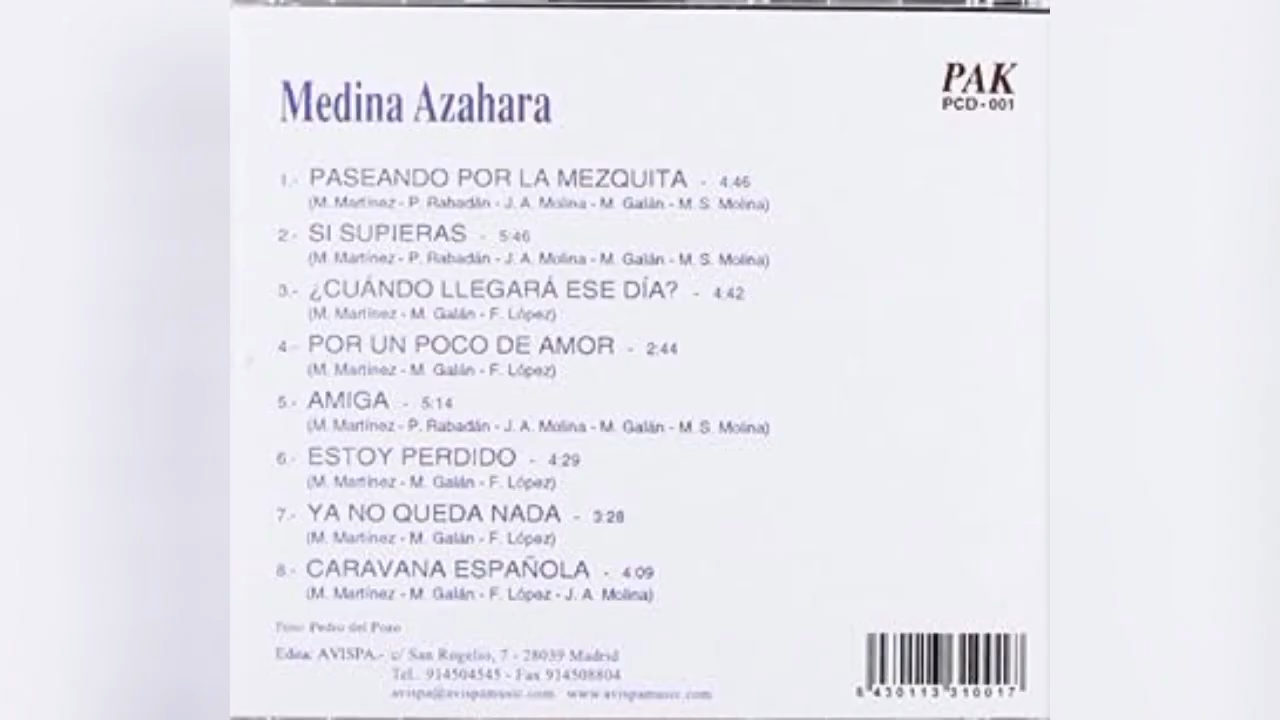 Medina Azahara
PAK
PCD-001
1.- PASEANDO POR LA MEZQUITA - 4:46
(M. Martínez - P. Rabadán - J. A. Molina - M. Galán - M. S. Molina)
2.- SI SUPIERAS - 5:46
(M. Martínez - P. Rabadán - J. A. Molina - M. Galán - M. S. Molina)
3.- ¿CUÁNDO LLEGARÁ ESE DÍA? - 4:42
(M. Martínez - M. Galán - F. López)
4.- POR UN POCO DE AMOR - 2:44
(M. Martínez - M. Galán - F. López)
5.- AMIGA - 5:14
(M. Martínez - P. Rabadán - J. A. Molina - M. Galán - M. S. Molina)
6.- ESTOY PERDIDO - 4:29
(M. Martínez - M. Galán - F. López)
7.- YA NO QUEDA NADA - 3:28
(M. Martínez - M. Galán - F. López)
8.- CARAVANA ESPAÑOLA - 4:09
(M. Martínez - M. Galán - F. López - J. A. Molina)
Foto: Pedro del Pozo
Edita: AVISPA.- c/ San Rogelio, 7 - 28039 Madrid
Tel. 914504545 - Fax 914508804
avispa@avispamusic.com www.avispamusic.com
8 430113 310017